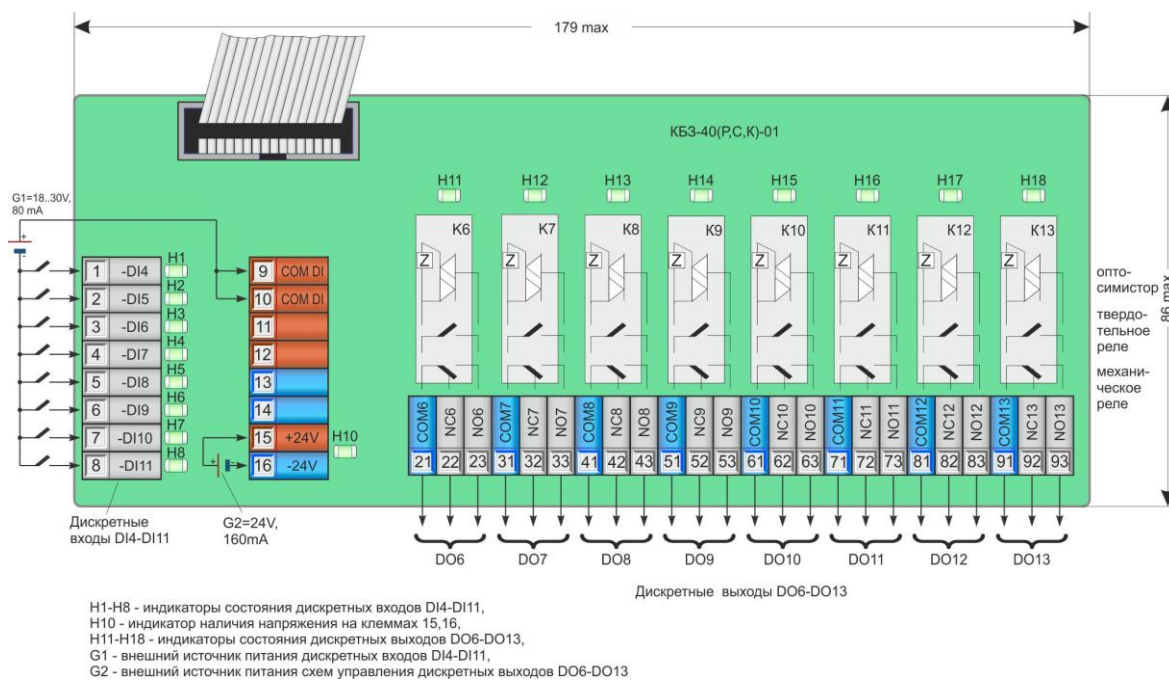 179 max
КБЗ-40(Р,С,К)-01
H11 H12 H13 H14 H15 H16 H17 H18
G1=18..30V,
80 mA
+
-
К6 К7 К8 К9 К10 К11 К12 К13
Z Z Z Z Z Z Z Z
опто-
симистор
твердо-
тельное
реле
механи-
ческое
реле
86 max
1 -DI4 H1
2 -DI5 H2
3 -DI6 H3
4 -DI7 H4
5 -DI8 H5
6 -DI9 H6
7 -DI10 H7
8 -DI11 H8
9 COM DI
10 COM DI
11
12
13
14
15 +24V
16 -24V
H10
+
-
COM6 NC6 NO6 COM7 NC7 NO7 COM8 NC8 NO8 COM9 NC9 NO9 COM10 NC10 NO10 COM11 NC11 NO11 COM12 NC12 NO12 COM13 NC13 NO13
21 22 23 31 32 33 41 42 43 51 52 53 61 62 63 71 72 73 81 82 83 91 92 93
Дискретные
входы DI4-DI11
G2=24V,
160mA
DO6 DO7 DO8 DO9 DO10 DO11 DO12 DO13
Дискретные выходы DO6-DO13
H1-H8 - индикаторы состояния дискретных входов DI4-DI11,
H10 - индикатор наличия напряжения на клеммах 15,16,
H11-H18 - индикаторы состояния дискретных выходов DO6-DO13,
G1 - внешний источник питания дискретных входов DI4-DI11,
G2 - внешний источник питания схем управления дискретных выходов DO6-DO13